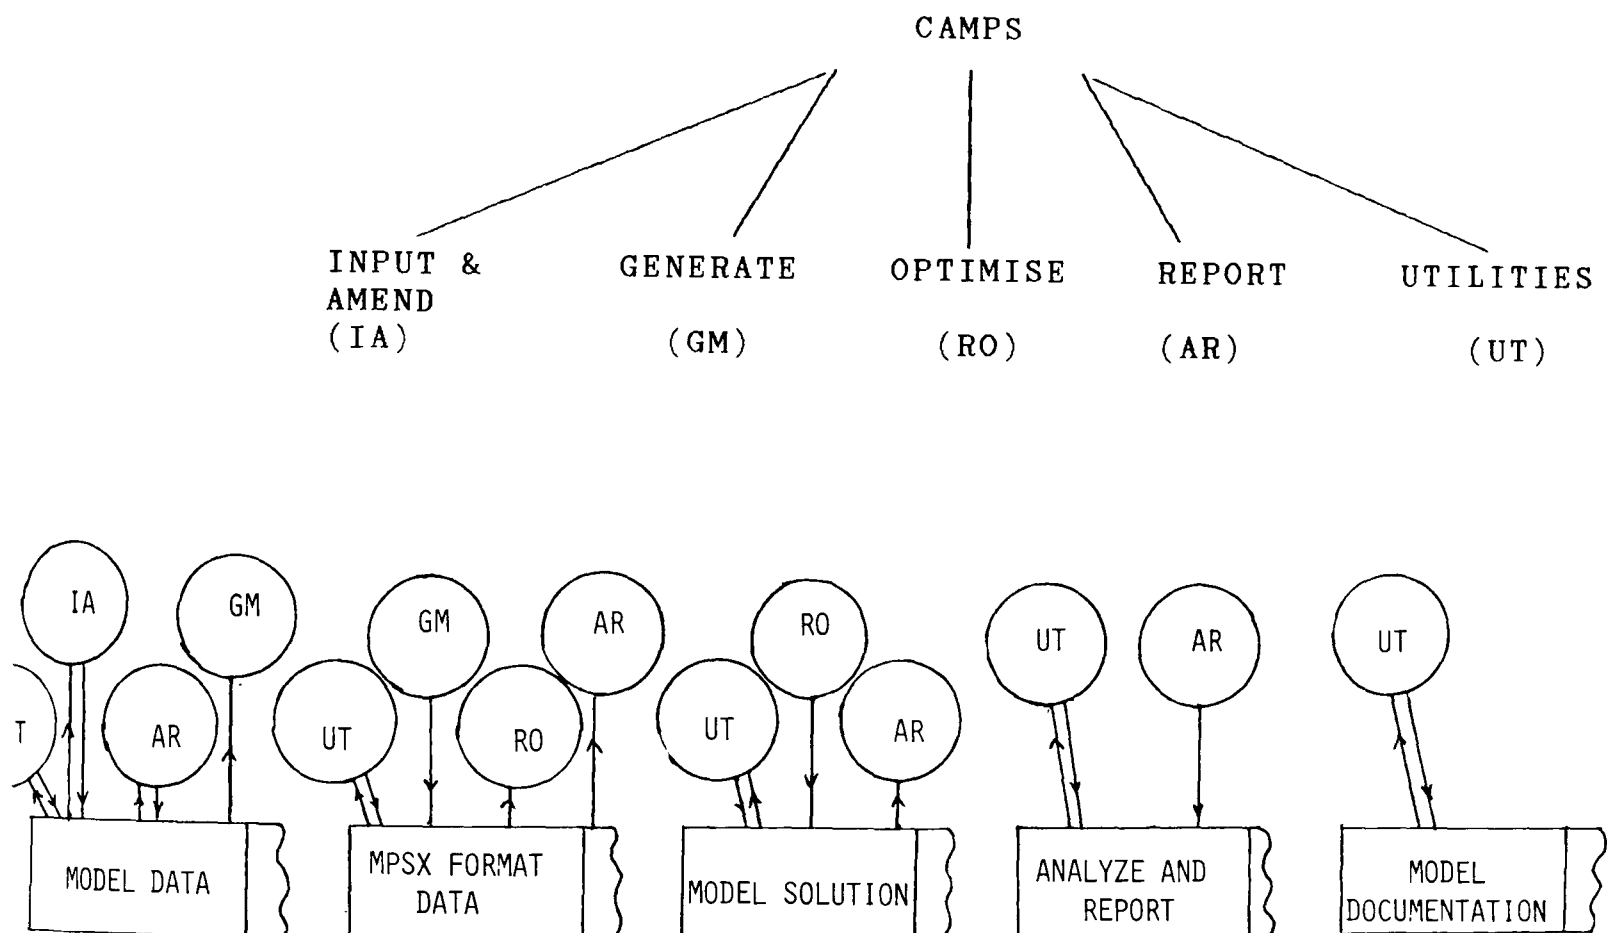 CAMPS
INPUT &
AMEND
(IA)
GENERATE
(GM)
OPTIMISE
(RO)
REPORT
(AR)
UTILITIES
(UT)
IA
GM
T
AR
GM
AR
UT
RO
RO
UT
AR
UT
AR
UT
MODEL DATA
MPSX FORMAT
DATA
MODEL SOLUTION
ANALYZE AND
REPORT
MODEL
DOCUMENTATION